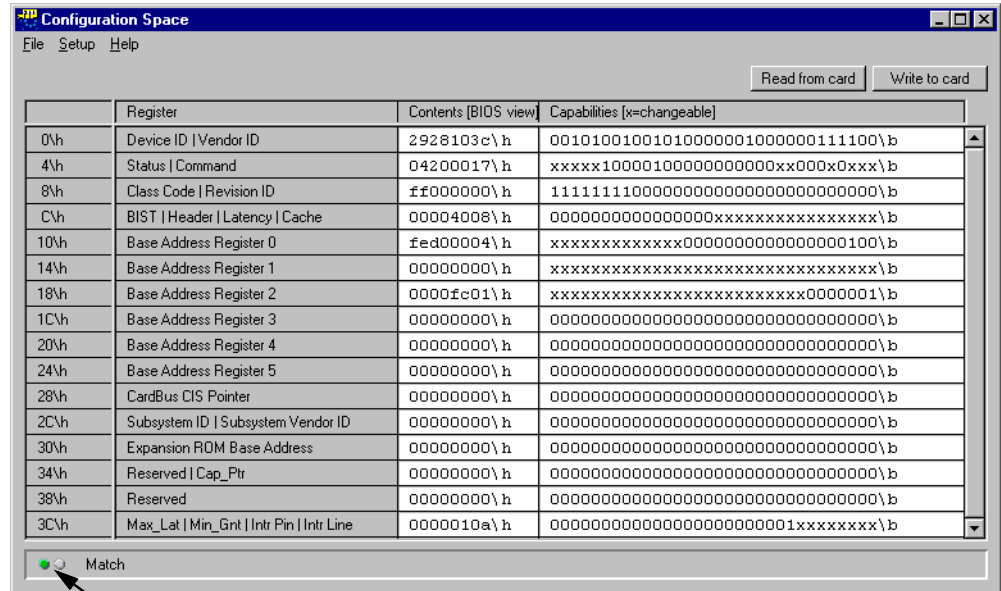 Configuration Space
File Setup Help
Read from card Write to card
Register Contents [BIOS view] Capabilities [x=changeable]
0\h Device ID | Vendor ID 2928103c\h 00101001001010000001000000111100\b
4\h Status | Command 04200017\h xxxxx10000100000000000xx000x0xxx\b
8\h Class Code | Revision ID ff000000\h 11111111000000000000000000000000\b
C\h BIST | Header | Latency | Cache 00004008\h 0000000000000000xxxxxxxxxxxxxxxx\b
10\h Base Address Register 0 fed00004\h xxxxxxxxxxxxx0000000000000000100\b
14\h Base Address Register 1 00000000\h xxxxxxxxxxxxxxxxxxxxxxxxxxxxxxxx\b
18\h Base Address Register 2 0000fc01\h xxxxxxxxxxxxxxxxxxxxxxxxx0000001\b
1C\h Base Address Register 3 00000000\h 00000000000000000000000000000000\b
20\h Base Address Register 4 00000000\h 00000000000000000000000000000000\b
24\h Base Address Register 5 00000000\h 00000000000000000000000000000000\b
28\h CardBus CIS Pointer 00000000\h 00000000000000000000000000000000\b
2C\h Subsystem ID | Subsystem Vendor ID 00000000\h 00000000000000000000000000000000\b
30\h Expansion ROM Base Address 00000000\h 00000000000000000000000000000000\b
34\h Reserved | Cap_Ptr 00000000\h 00000000000000000000000000000000\b
38\h Reserved 00000000\h 00000000000000000000000000000000\b
3C\h Max_Lat | Min_Gnt | Intr Pin | Intr Line 0000010a\h 000000000000000000000001xxxxxxxx\b
Match